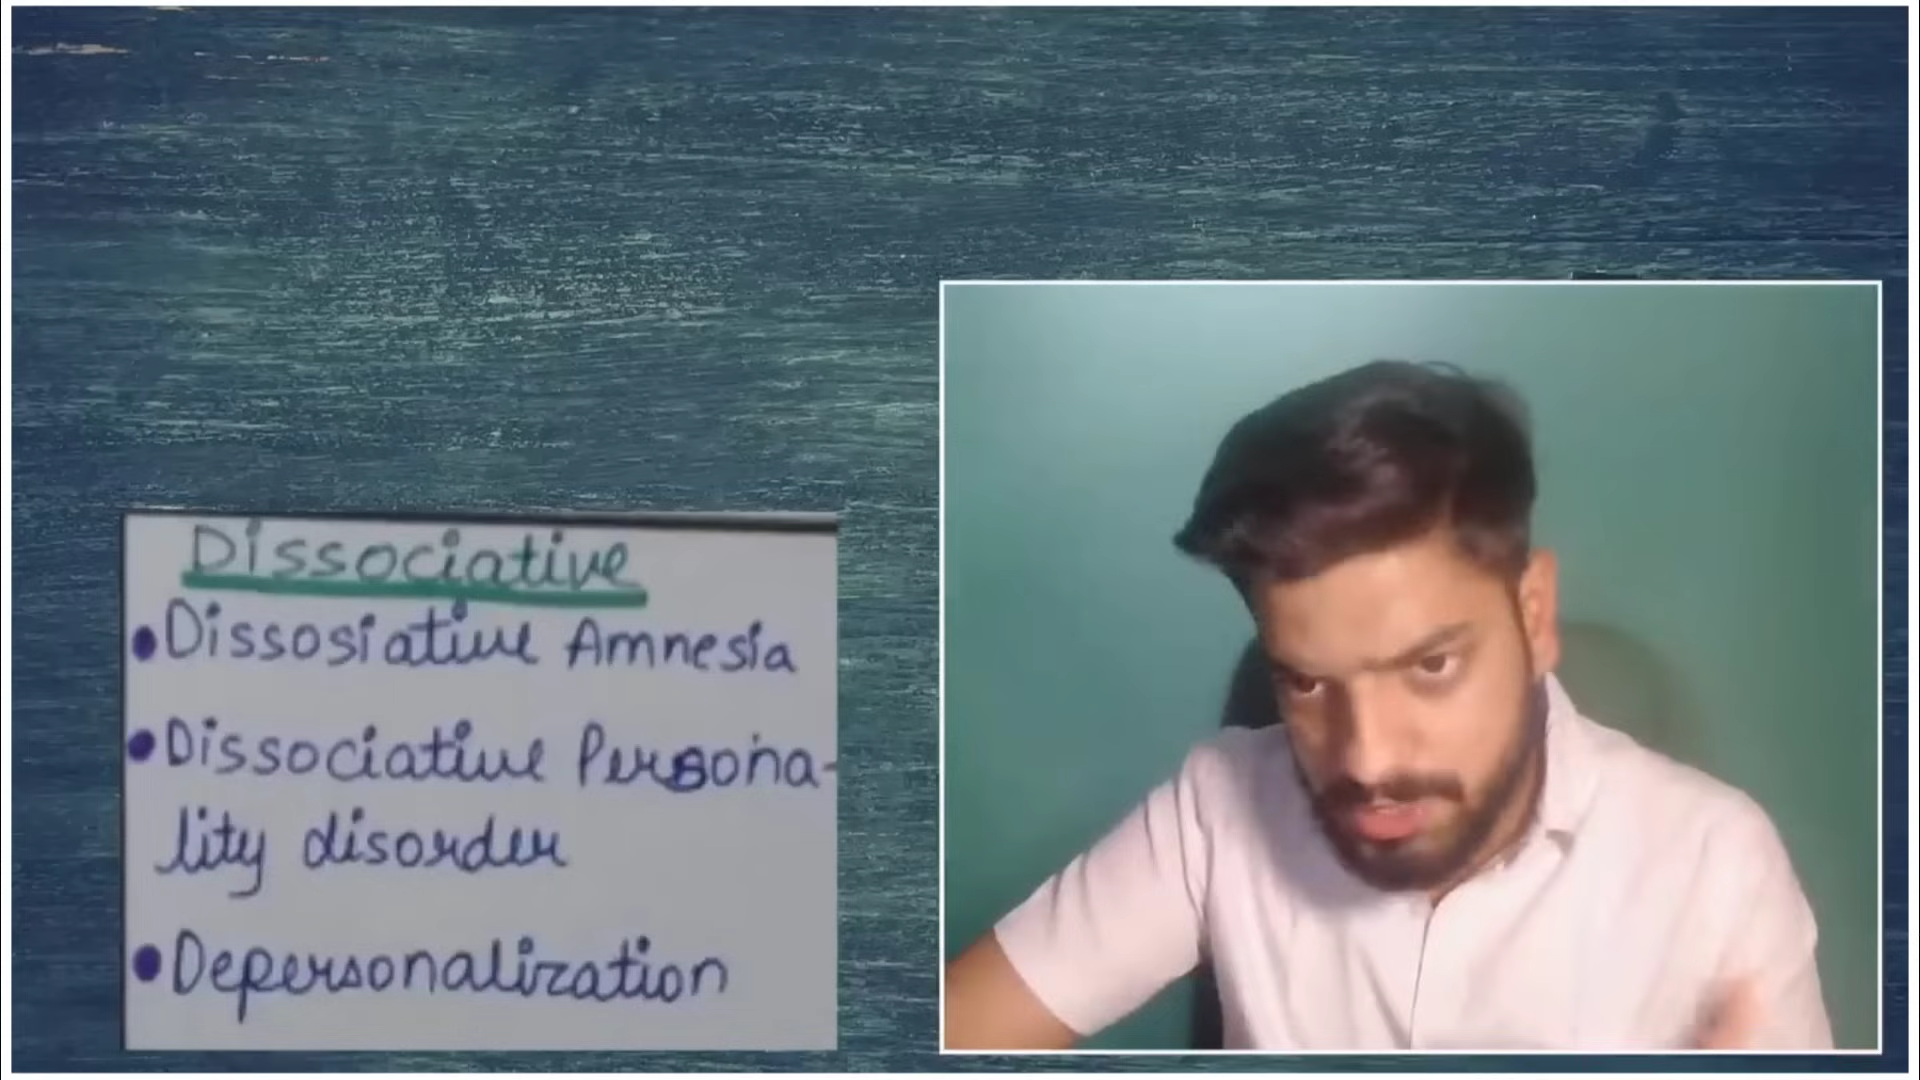 Dissociative
•Dissosiative Amnesia
•Dissociative Persona-
lity disorder
•Depersonalization